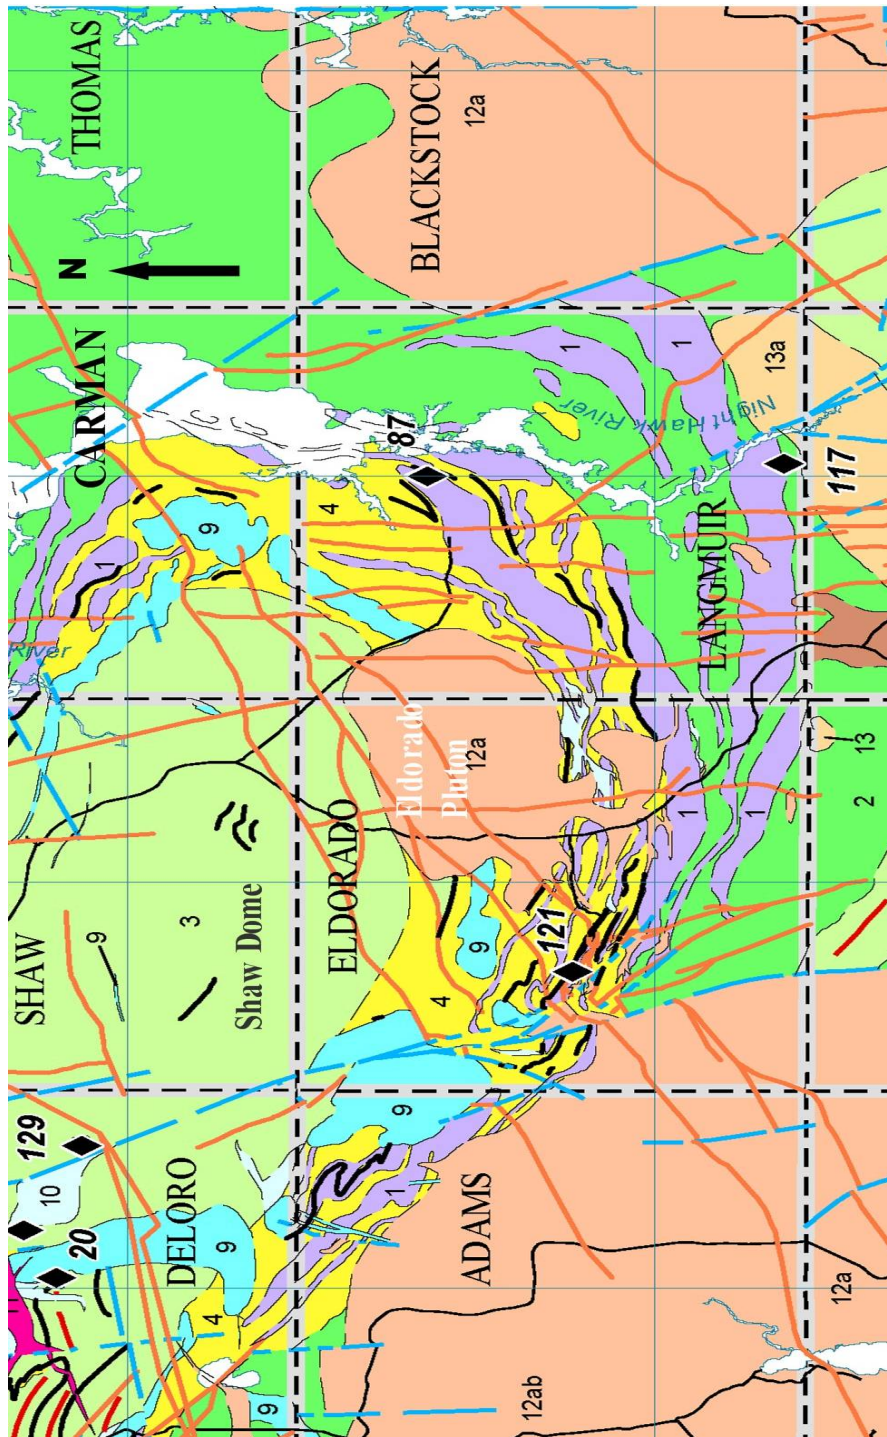 SHAW
River
129
10
20
THOMAS
N
CARMAN
9
1
DELORO
3
9
4
9
Shaw Dome
9
4
ELDORADO
1
9
87
Eldorado
Pluton
12a
BLACKSTOCK
12a
4
ADAMS
9
12ab
121
1
1
Night Hawk River
1
LANGMUIR
1
13a
117
12a
13
2